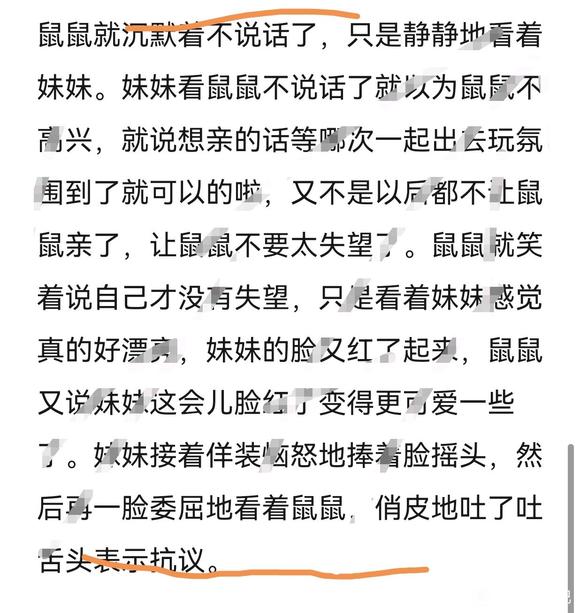 鼠鼠就沉默着不说话了，只是静静地看着
妹妹。妹妹看鼠鼠不说话了就以为鼠鼠不
高兴，就说想亲的话等哪次一起出去玩氛
围到了就可以的啦，又不是以后都不让鼠
鼠亲了，让鼠鼠不要太失望了。鼠鼠就笑
着说自己才没有失望，只是看着妹妹感觉
真的好漂亮，妹妹的脸又红了起来，鼠鼠
又说妹妹这会儿脸红了变得更可爱一些
了。妹妹接着佯装恼怒地捧着脸摇头，然
后再一脸委屈地看着鼠鼠，俏皮地吐了吐
舌头表示抗议。